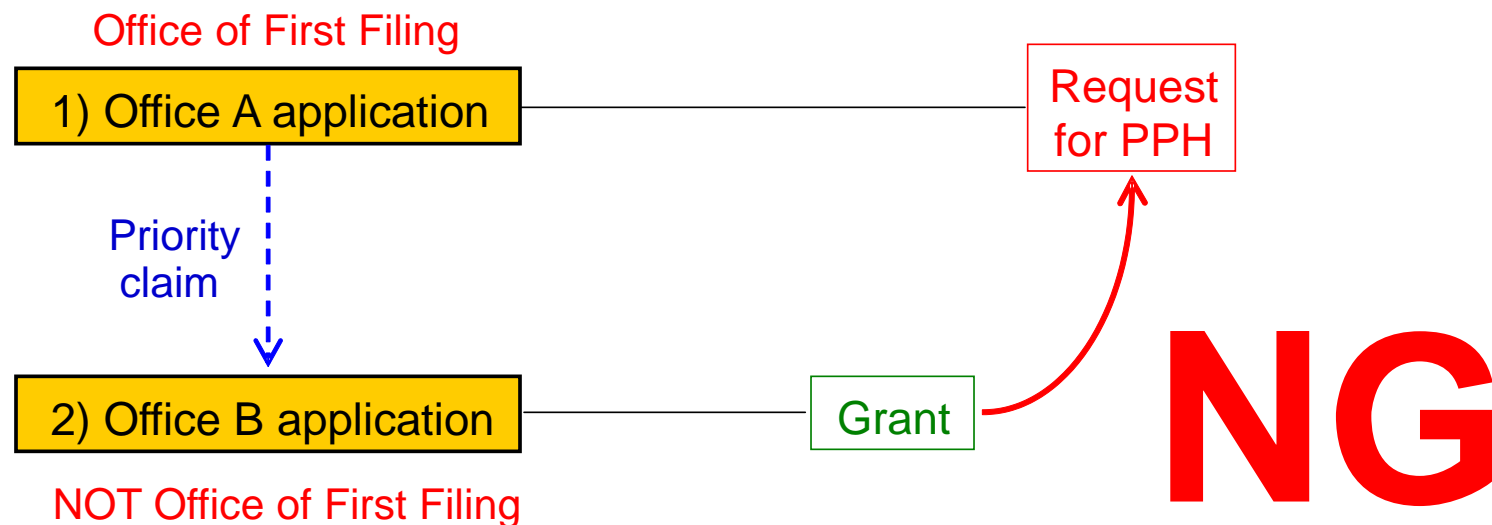 Office of First Filing
1) Office A application
Request
for PPH
Priority
claim
2) Office B application
Grant
NG
NOT Office of First Filing